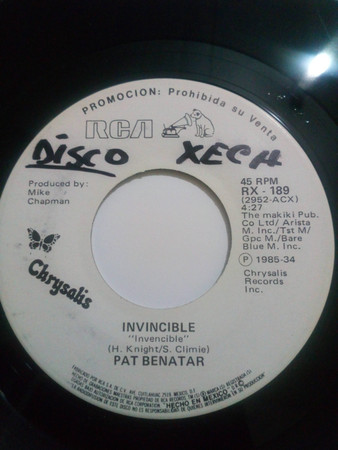 PROMOCION: Prohibida su Venta
RCA
DISCO XECH
Produced by:
Mike
Chapman
45 RPM
RX - 189
(2952-ACX)
4:27
The makiki Pub.
Co Ltd/ Arista
M. Inc./Tst M/
Gpc M./Bare
Blue M. Inc.
P 1985-34
Chrysalis
Records
Inc.
Chrysalis
INVINCIBLE
"Invencible"
(H. Knight/S. Climie)
PAT BENATAR
"HECHO EN MEXICO"